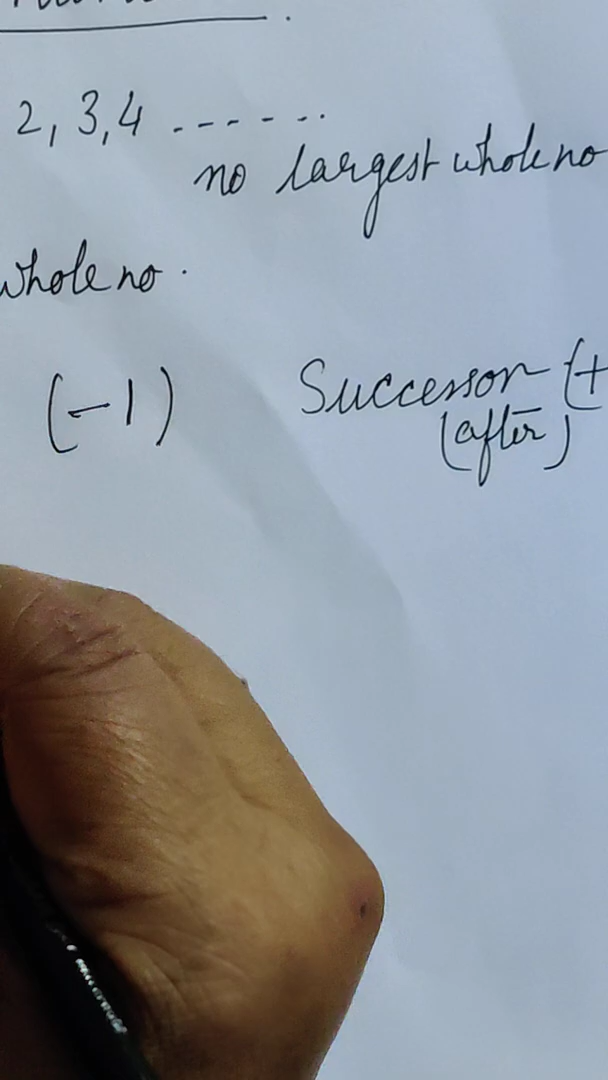 2, 3, 4 ------
no largest whole no
whole no.
(-1) Successor (+
(after)